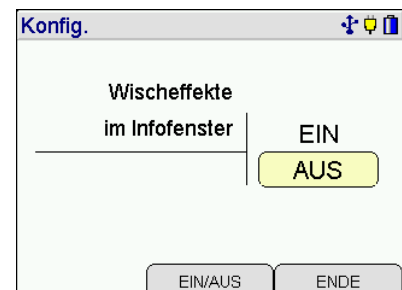 Konfig.
Wischeffekte
im Infofenster
EIN
AUS
EIN/AUS
ENDE